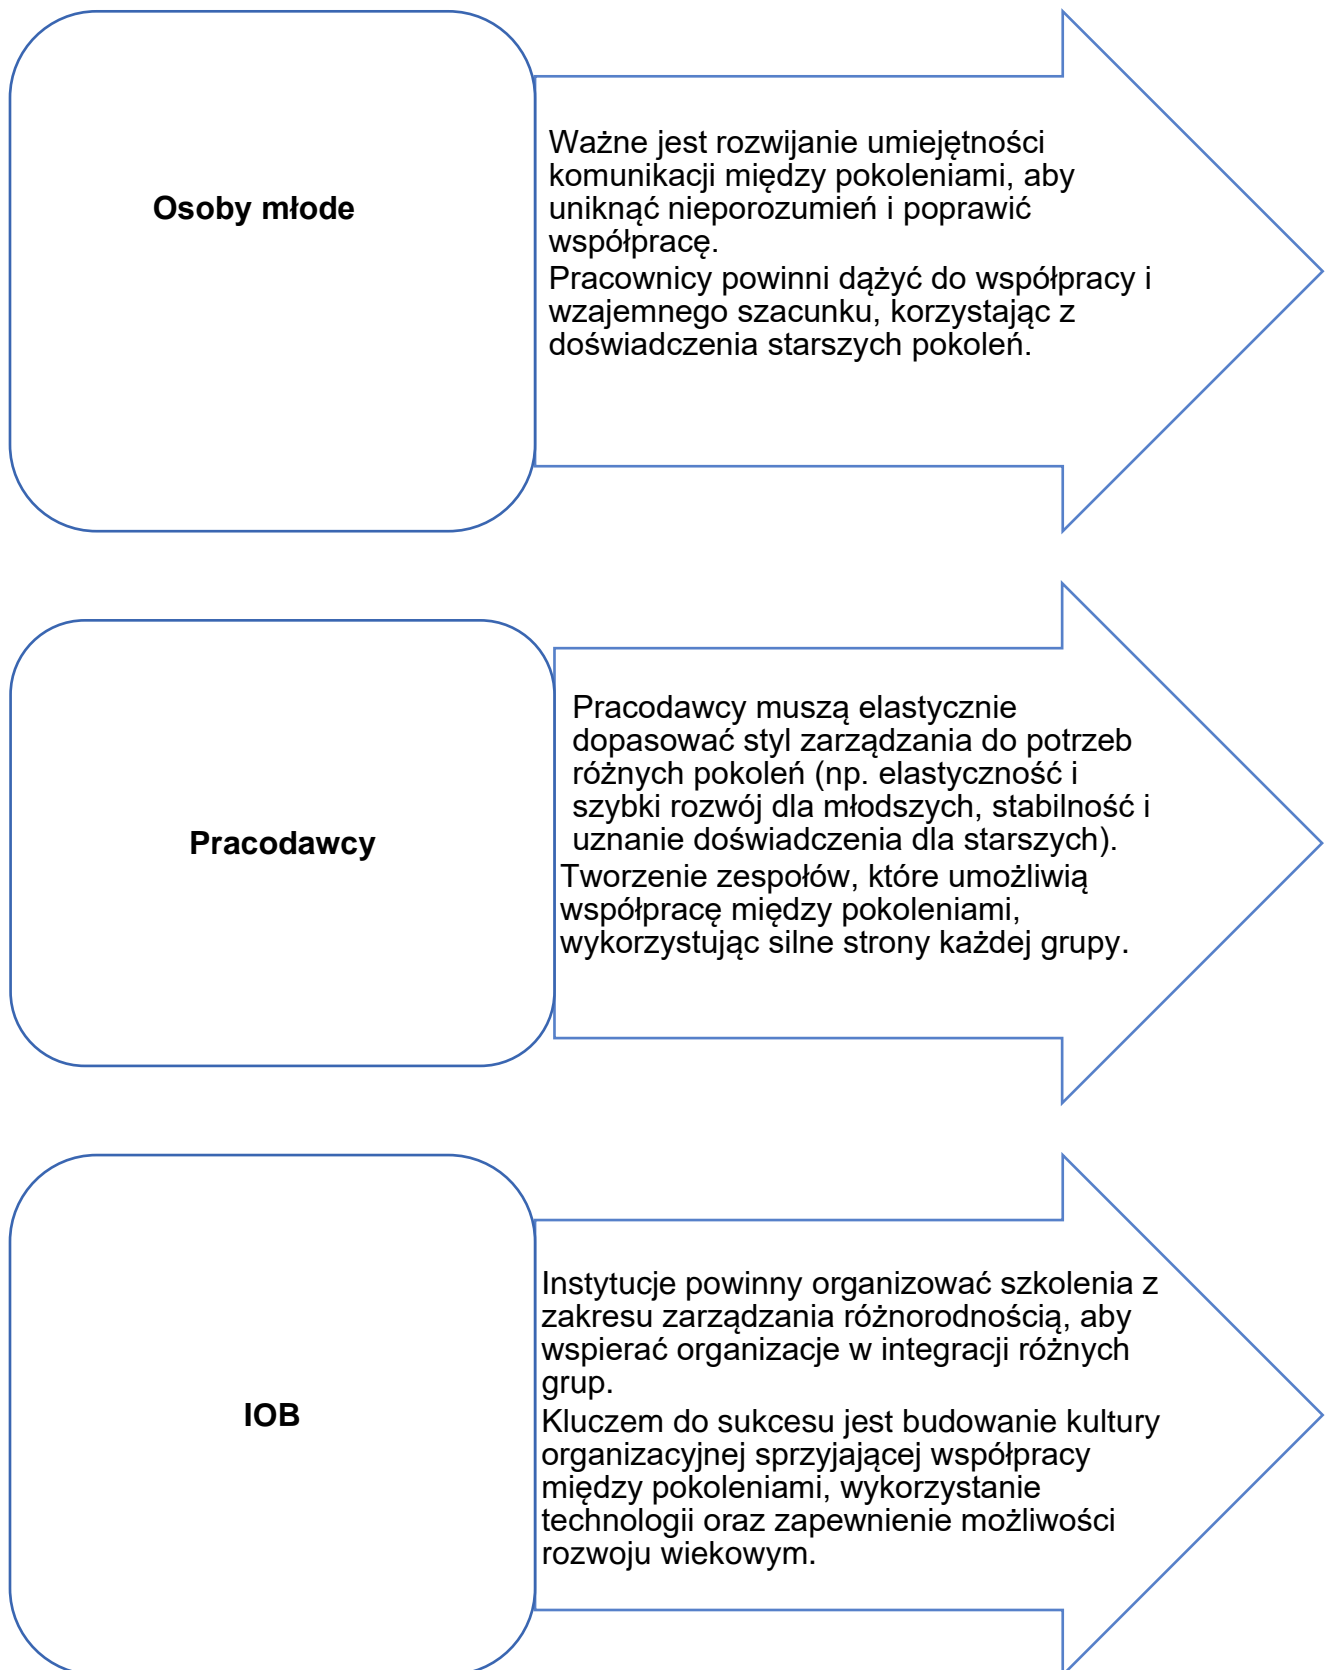 Osoby młode
Ważne jest rozwijanie umiejętności
komunikacji między pokoleniami, aby
uniknąć nieporozumień i poprawić
współpracę.
Pracownicy powinni dążyć do współpracy i
wzajemnego szacunku, korzystając z
doświadczenia starszych pokoleń.
Pracodawcy
Pracodawcy muszą elastycznie
dopasować styl zarządzania do potrzeb
różnych pokoleń (np. elastyczność i
szybki rozwój dla młodszych, stabilność i
uznanie doświadczenia dla starszych).
Tworzenie zespołów, które umożliwią
współpracę między pokoleniami,
wykorzystując silne strony każdej grupy.
IOB
Instytucje powinny organizować szkolenia z
zakresu zarządzania różnorodnością, aby
wspierać organizacje w integracji różnych
grup.
Kluczem do sukcesu jest budowanie kultury
organizacyjnej sprzyjającej współpracy
między pokoleniami, wykorzystanie
technologii oraz zapewnienie możliwości
rozwoju wiekowym.